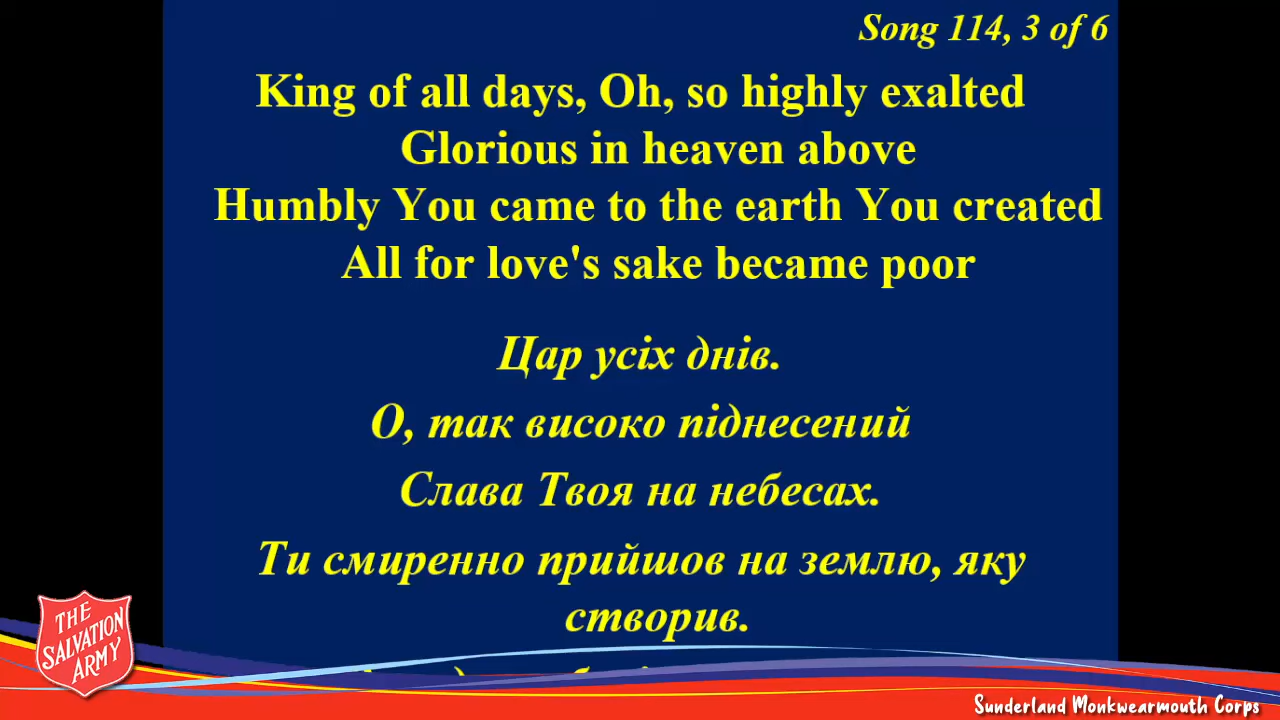 Song 114, 3 of 6
King of all days, Oh, so highly exalted
Glorious in heaven above
Humbly You came to the earth You created
All for love's sake became poor
Цар усіх днів.
О, так високо піднесений
Слава Твоя на небесах.
Ти смиренно прийшов на землю, яку
створив.
THE
SALVATION
ARMY
Sunderland Monkwearmouth Corps